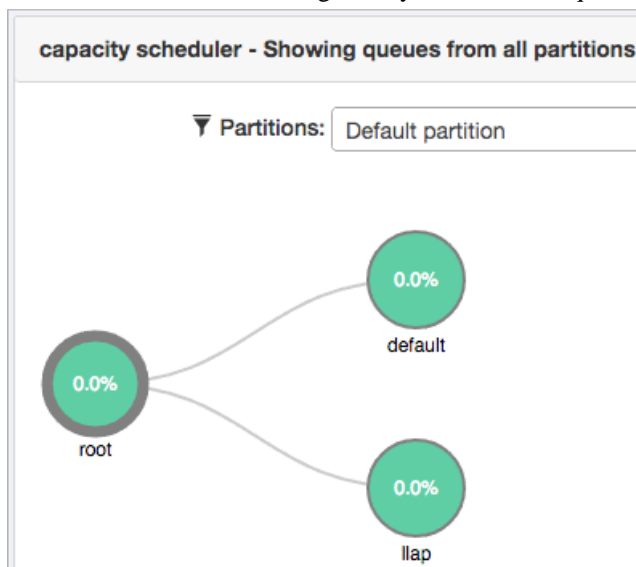 capacity scheduler - Showing queues from all partitions
Partitions: Default partition
0.0%
default
0.0%
root
0.0%
llap